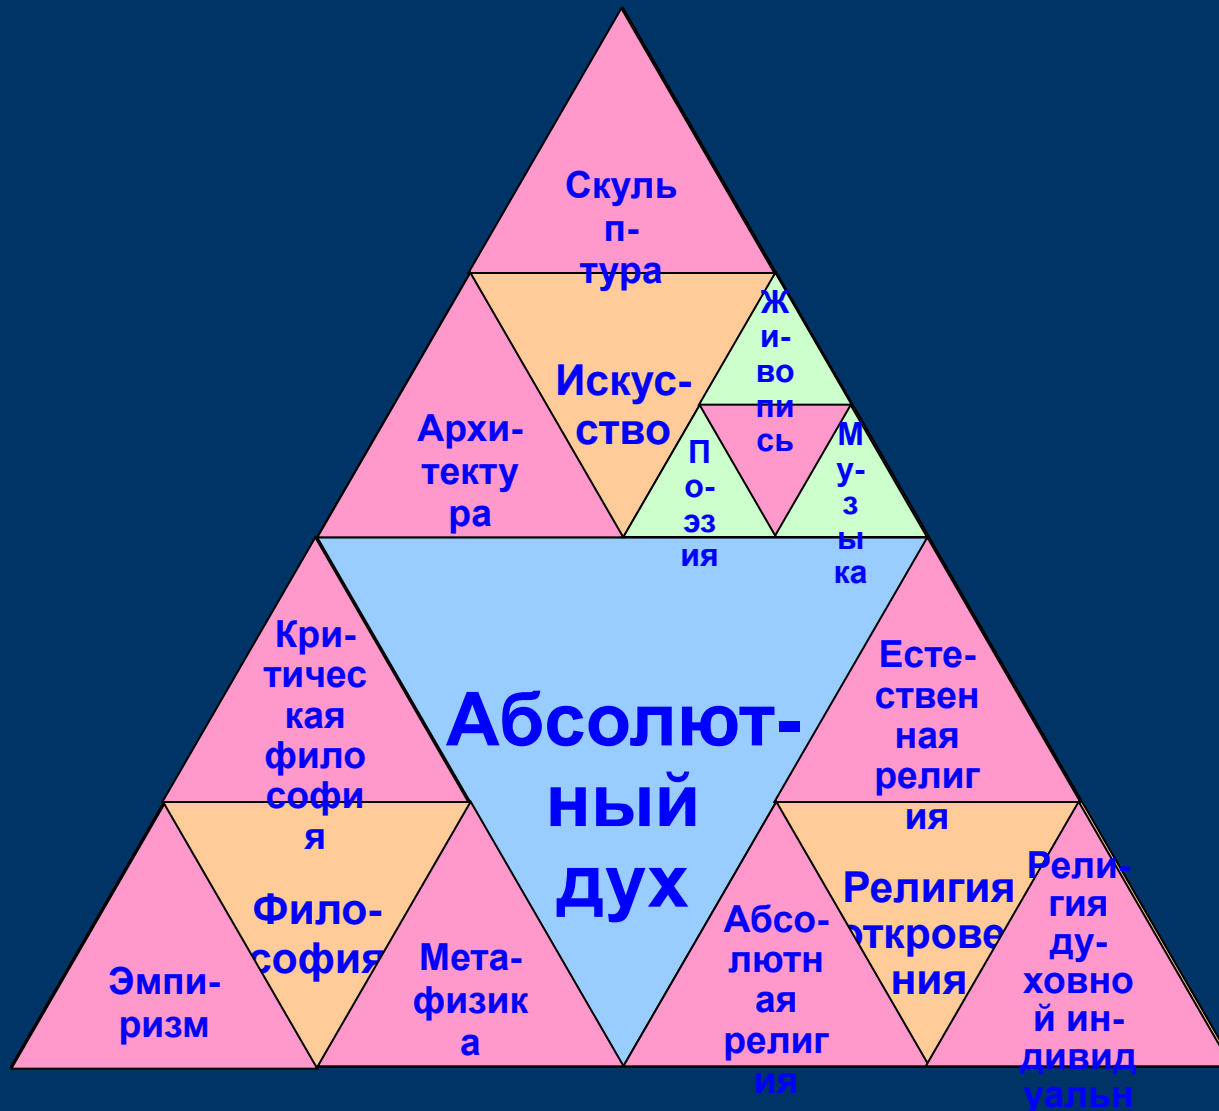 Скуль
п-
тура
Искус-
ство
Архи-
текту
ра
Ж
и-
во
пи
сь
П
о-
эз
ия
М
у-
з
ы
ка
Абсолют-
ный
дух
Кри-
тичес
кая
фило
софи
я
Фило-
софия
Эмпи-
ризм
Мета-
физик
а
Есте-
ствен
ная
религ
ия
Религия
откровe
ния
Абсо-
лютн
ая
религ
ия
Рели-
гия
ду-
ховно
й ин-
дивид
уальн